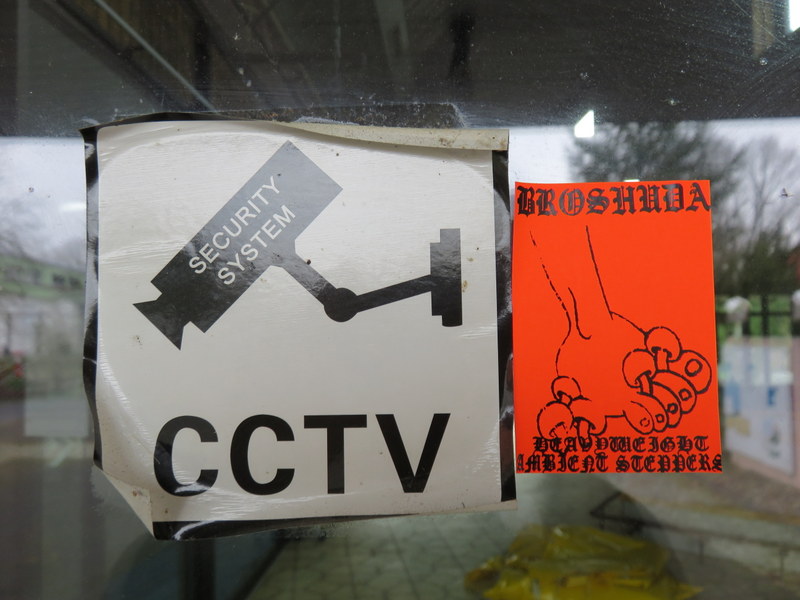 SECURITY
SYSTEM
CCTV
BROSHUDA
HEAVYWEIGHT
AMBIENT STEPPERS